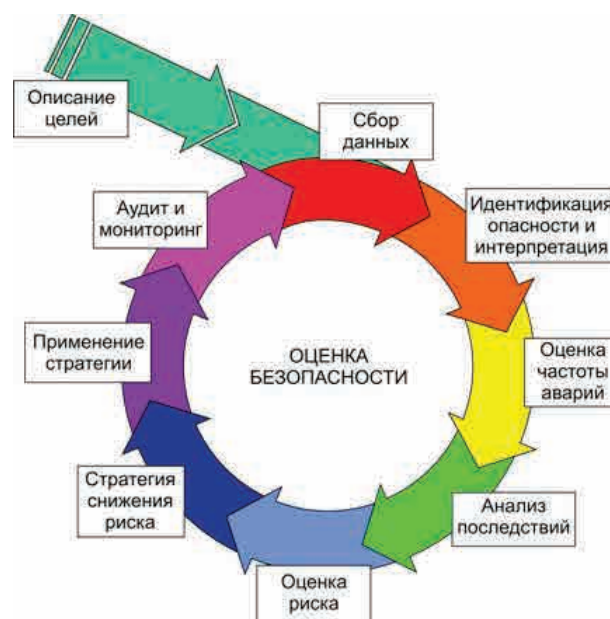 Описание
целей
Сбор
данных
Идентификация
опасности и
интерпретация
Оценка
частоты
аварий
Анализ
последствий
Оценка
риска
Стратегия
снижения
риска
Применение
стратегии
Аудит и
мониторинг
ОЦЕНКА
БЕЗОПАСНОСТИ